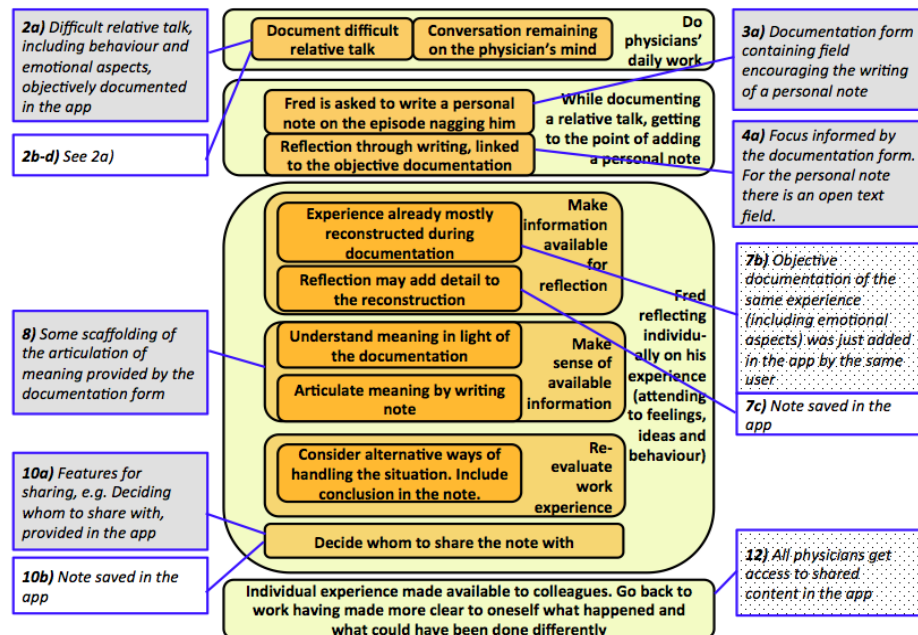 2a) Difficult relative talk,
including behaviour and
emotional aspects,
objectively documented
in the app
2b-d) See 2a)
Document difficult
relative talk
Conversation remaining
on the physician's mind
Do
physicians'
daily work
3a) Documentation form
containing field
encouraging the writing
of a personal note
Fred is asked to write a personal
note on the episode nagging him
Reflection through writing, linked
to the objective documentation
While documenting
a relative talk, getting
to the point of adding
a personal note
4a) Focus informed by
the documentation form.
For the personal note
there is an open text
field.
Experience already mostly
reconstructed during
documentation
Reflection may add detail
to the reconstruction
Make
information
available
for
reflection
7b) Objective
documentation of the
same experience
(including emotional
aspects) was just added
in the app by the same
user
7c) Note saved in the
app
8) Some scaffolding of
the articulation of
meaning provided by the
documentation form
Understand meaning in light of
the documentation
Articulate meaning by writing
note
Make
sense of
available
information
Fred
reflecting
individu-
ally on his
experience
(attending
to feelings,
ideas and
behaviour)
Consider alternative ways of
handling the situation. Include
conclusion in the note.
Re-
evaluate
work
experience
10a) Features for
sharing, e.g. Deciding
whom to share with,
provided in the app
10b) Note saved in the
app
Decide whom to share the note with
12) All physicians get
access to shared
content in the app
Individual experience made available to colleagues. Go back to
work having made more clear to oneself what happened and
what could have been done differently